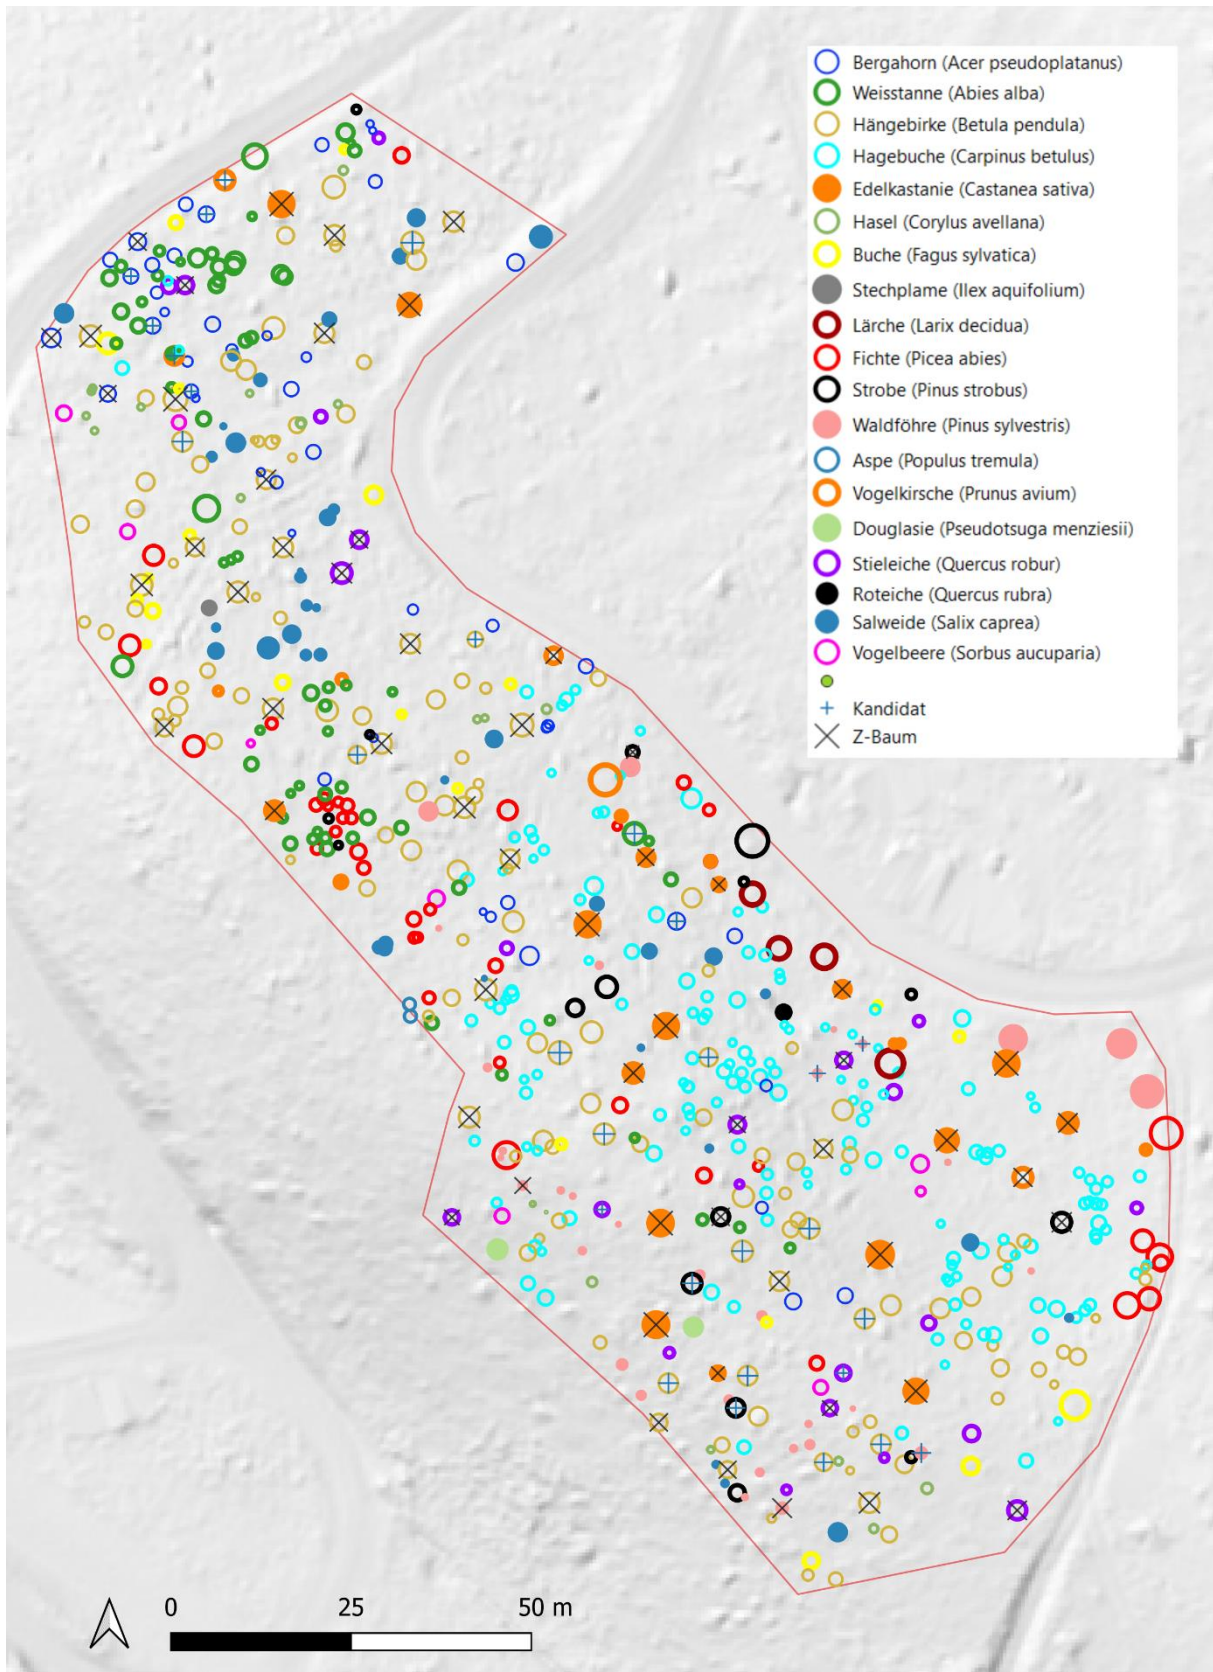 Bergahorn (Acer pseudoplatanus)
Weisstanne (Abies alba)
Hängebirke (Betula pendula)
Hagebuche (Carpinus betulus)
Edelkastanie (Castanea sativa)
Hasel (Corylus avellana)
Buche (Fagus sylvatica)
Stechplame (Ilex aquifolium)
Lärche (Larix decidua)
Fichte (Picea abies)
Strobe (Pinus strobus)
Waldföhre (Pinus sylvestris)
Aspe (Populus tremula)
Vogelkirsche (Prunus avium)
Douglasie (Pseudotsuga menziesii)
Stieleiche (Quercus robur)
Roteiche (Quercus rubra)
Salweide (Salix caprea)
Vogelbeere (Sorbus aucuparia)
Kandidat
Z-Baum
0 25 50 m